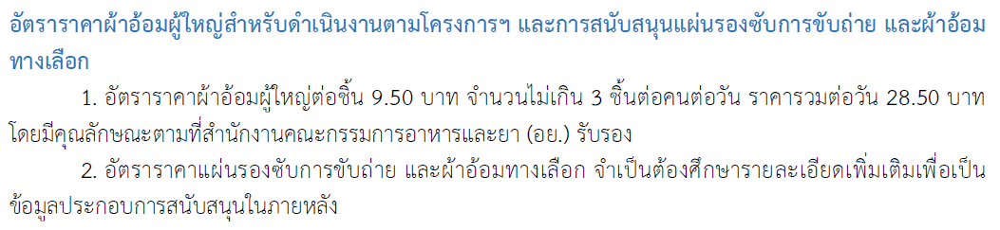 อัตราราคาผ้าอ้อมผู้ใหญ่สำหรับดำเนินงานตามโครงการฯ และการสนับสนุนแผ่นรองซับการขับถ่าย และผ้าอ้อม
ทางเลือก
1. อัตราราคาผ้าอ้อมผู้ใหญ่ต่อชิ้น 9.50 บาท จำนวนไม่เกิน 3 ชิ้นต่อคนต่อวัน ราคารวมต่อวัน 28.50 บาท
โดยมีคุณลักษณะตามที่สำนักงานคณะกรรมการอาหารและยา (อย.) รับรอง
2. อัตราราคาแผ่นรองซับการขับถ่าย และผ้าอ้อมทางเลือก จำเป็นต้องศึกษารายละเอียดเพิ่มเติมเพื่อเป็น
ข้อมูลประกอบการสนับสนุนในภายหลัง